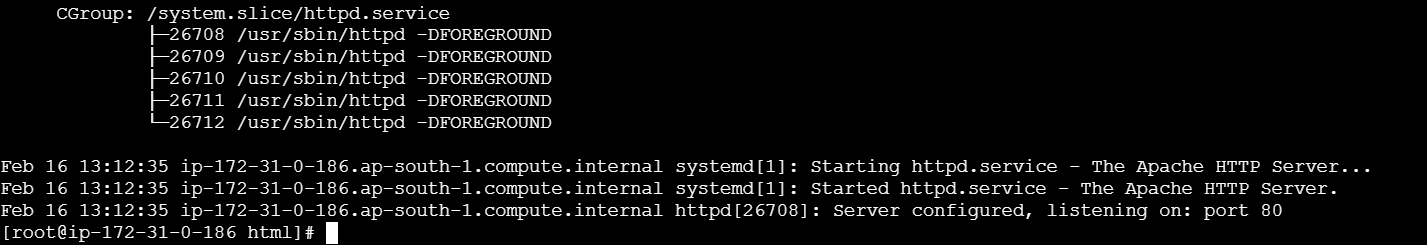 CGroup: /system.slice/httpd.service
├─26708 /usr/sbin/httpd -DFOREGROUND
├─26709 /usr/sbin/httpd -DFOREGROUND
├─26710 /usr/sbin/httpd -DFOREGROUND
├─26711 /usr/sbin/httpd -DFOREGROUND
└─26712 /usr/sbin/httpd -DFOREGROUND
Feb 16 13:12:35 ip-172-31-0-186.ap-south-1.compute.internal systemd[1]: Starting httpd.service - The Apache HTTP Server...
Feb 16 13:12:35 ip-172-31-0-186.ap-south-1.compute.internal systemd[1]: Started httpd.service - The Apache HTTP Server.
Feb 16 13:12:35 ip-172-31-0-186.ap-south-1.compute.internal httpd[26708]: Server configured, listening on: port 80
[root@ip-172-31-0-186 html]#